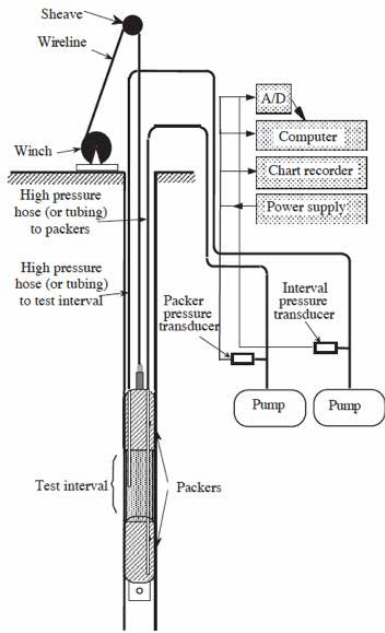 Sheave
Wireline
Winch
A/D
Computer
Chart recorder
Power supply
High pressure
hose (or tubing)
to packers
High pressure
hose (or tubing)
to test interval
Packer
pressure
transducer
Interval
pressure
transducer
Pump
Pump
Test interval
Packers